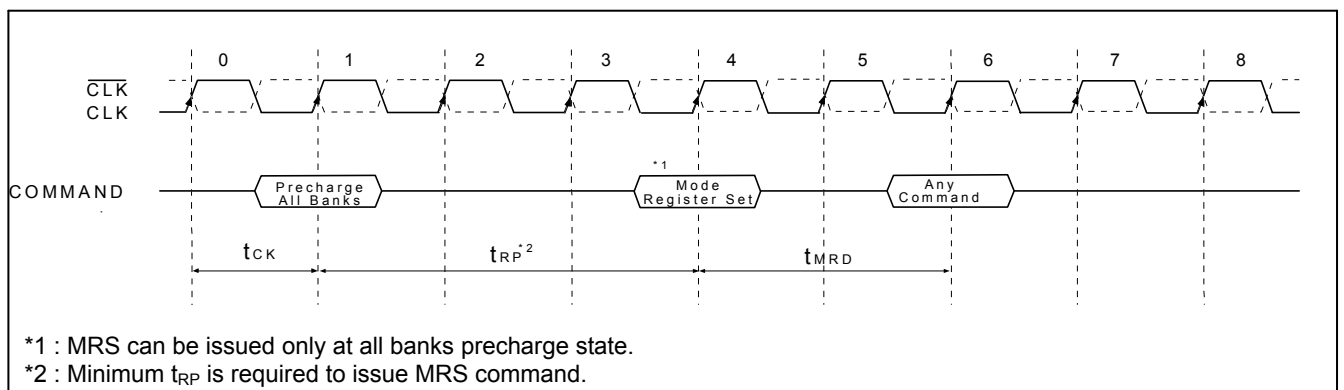 0 1 2 3 4 5 6 7 8
CLK
CLK
COMMAND
Precharge
All Banks
*1
Mode
Register Set
Any
Command
tCK
tRP*2
tMRD
*1 : MRS can be issued only at all banks precharge state.
*2 : Minimum tRP is required to issue MRS command.